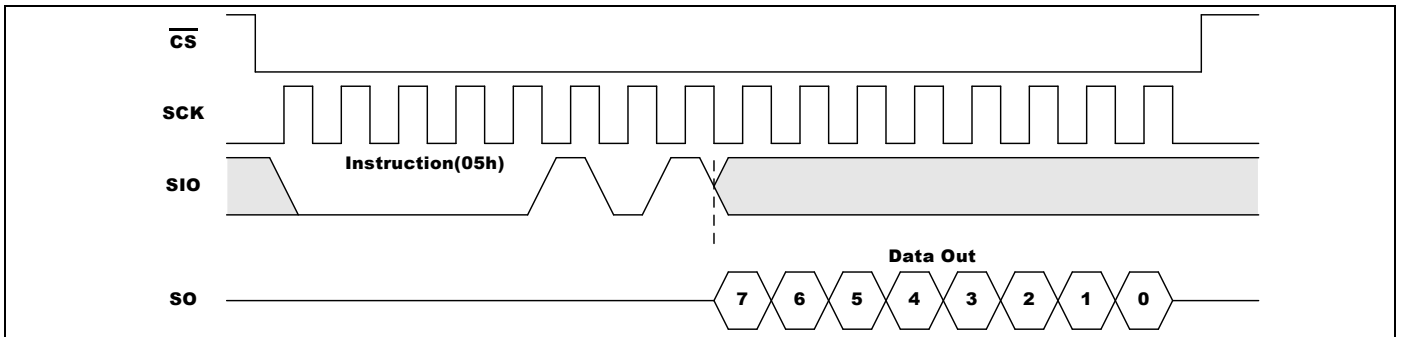 CS
SCK
Instruction(05h)
SIO
Data Out
SO 7 6 5 4 3 2 1 0